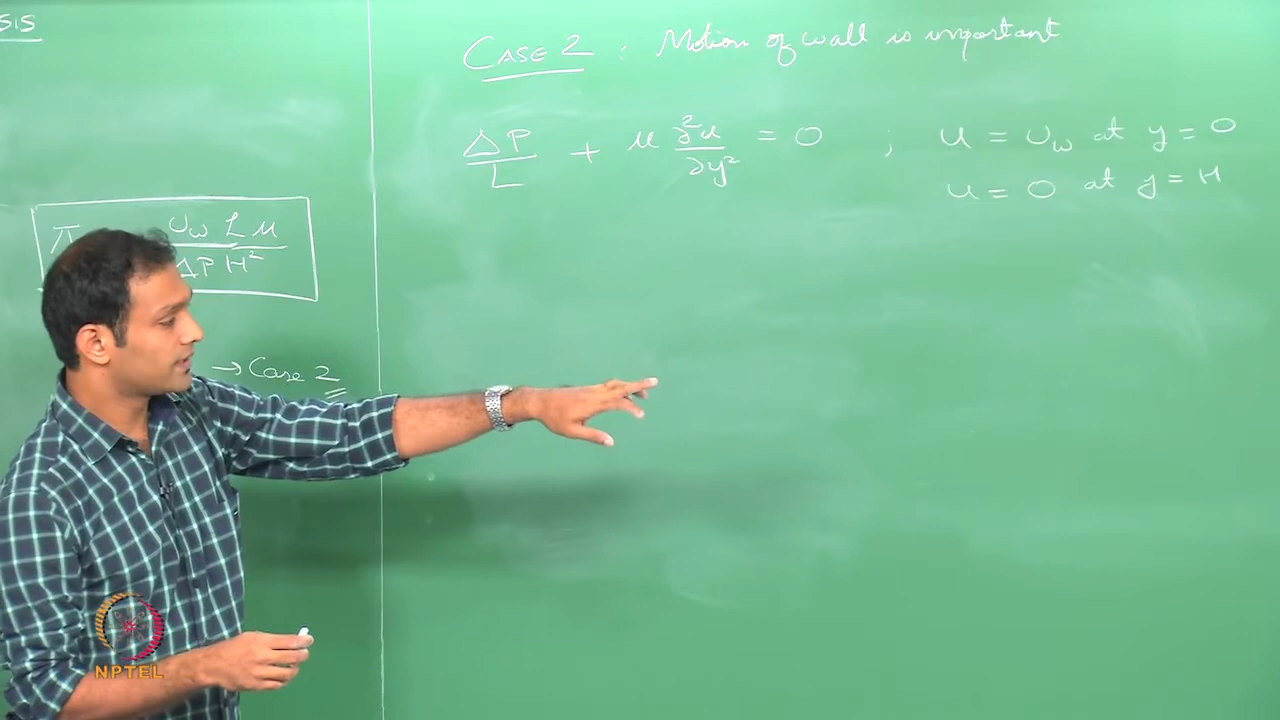 SIS
π U_w L μ / ΔP H²
→ Case 2
CASE 2 : Motion of wall is important
ΔP/L + μ ∂²u/∂y² = 0 ; u = U_w at y = 0
u = 0 at y = H
NPTEL